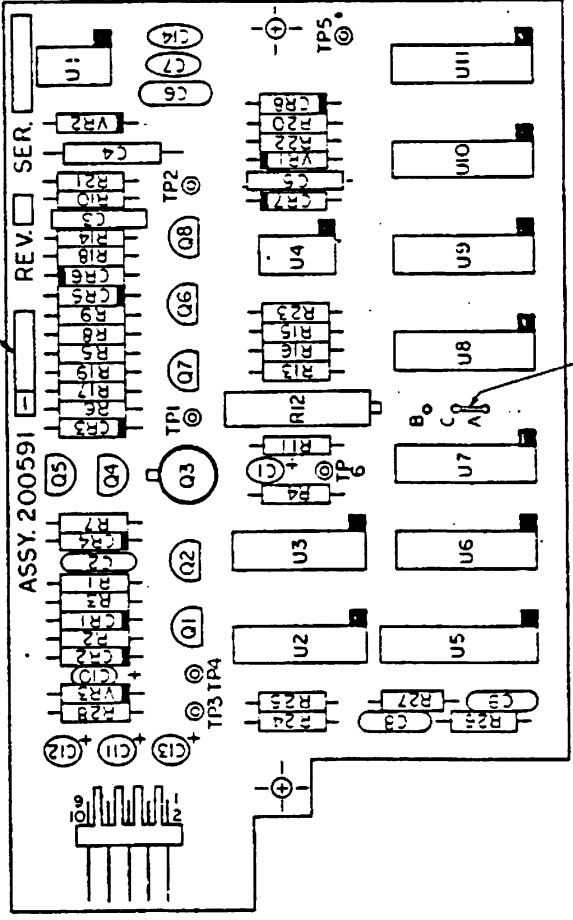 ASSY. 200591 - REV. SER.
U1
C14
C7
C6
VR2
C4
R21
R10
C3
R14
R18
CR6
CR5
R9
R8
R5
R19
R17
R6
CR3
TP2
Q8
Q6
Q7
TP1
Q5
Q4
Q3
R7
CR4
C2
R1
R3
CR1
R2
CR2
C10 +
VR3
R28
Q2
Q1
TP4
TP3
C12 +
C11 +
C13 +
9
10
1
2
TP5
CR8
R20
R22
VR1
C5
CR7
U4
R23
R15
R16
R13
R12
R11
C1 +
TP6
R4
U3
U2
R25
R24
U11
U10
U9
U8
B
C
A
U7
U6
U5
R27
C9
C8
R26